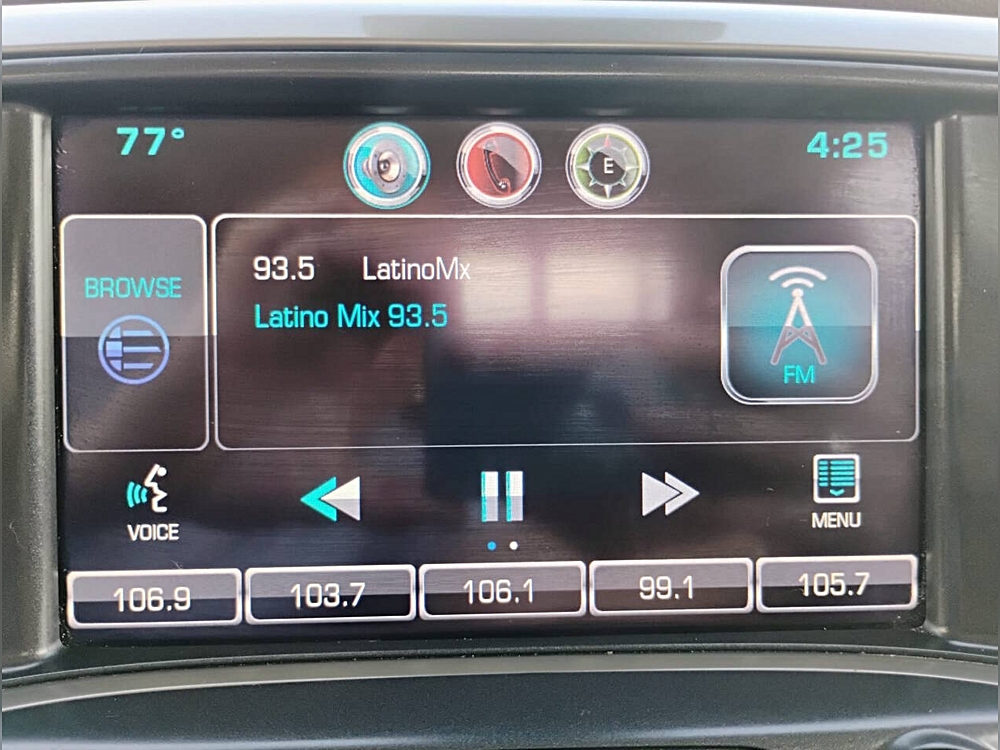 77° E 4:25
BROWSE
93.5 LatinoMx
Latino Mix 93.5
FM
VOICE
MENU
106.9 103.7 106.1 99.1 105.7